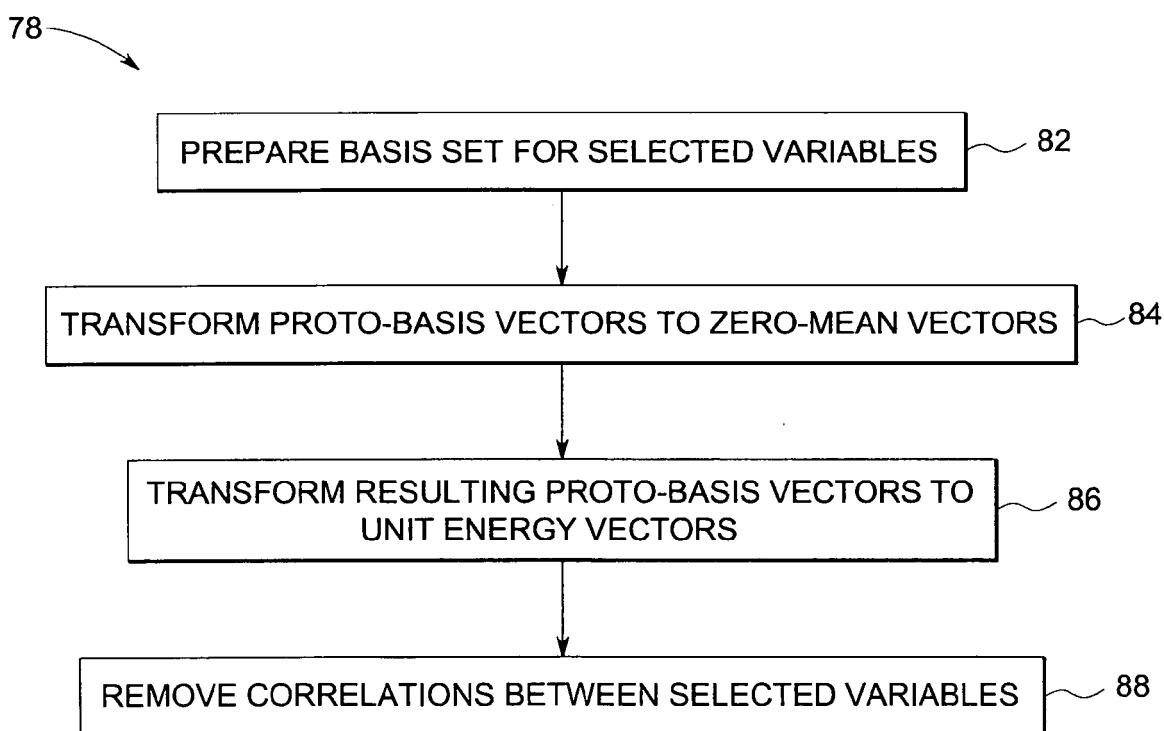 78
PREPARE BASIS SET FOR SELECTED VARIABLES
82
TRANSFORM PROTO-BASIS VECTORS TO ZERO-MEAN VECTORS
84
TRANSFORM RESULTING PROTO-BASIS VECTORS TO
UNIT ENERGY VECTORS
86
REMOVE CORRELATIONS BETWEEN SELECTED VARIABLES
88